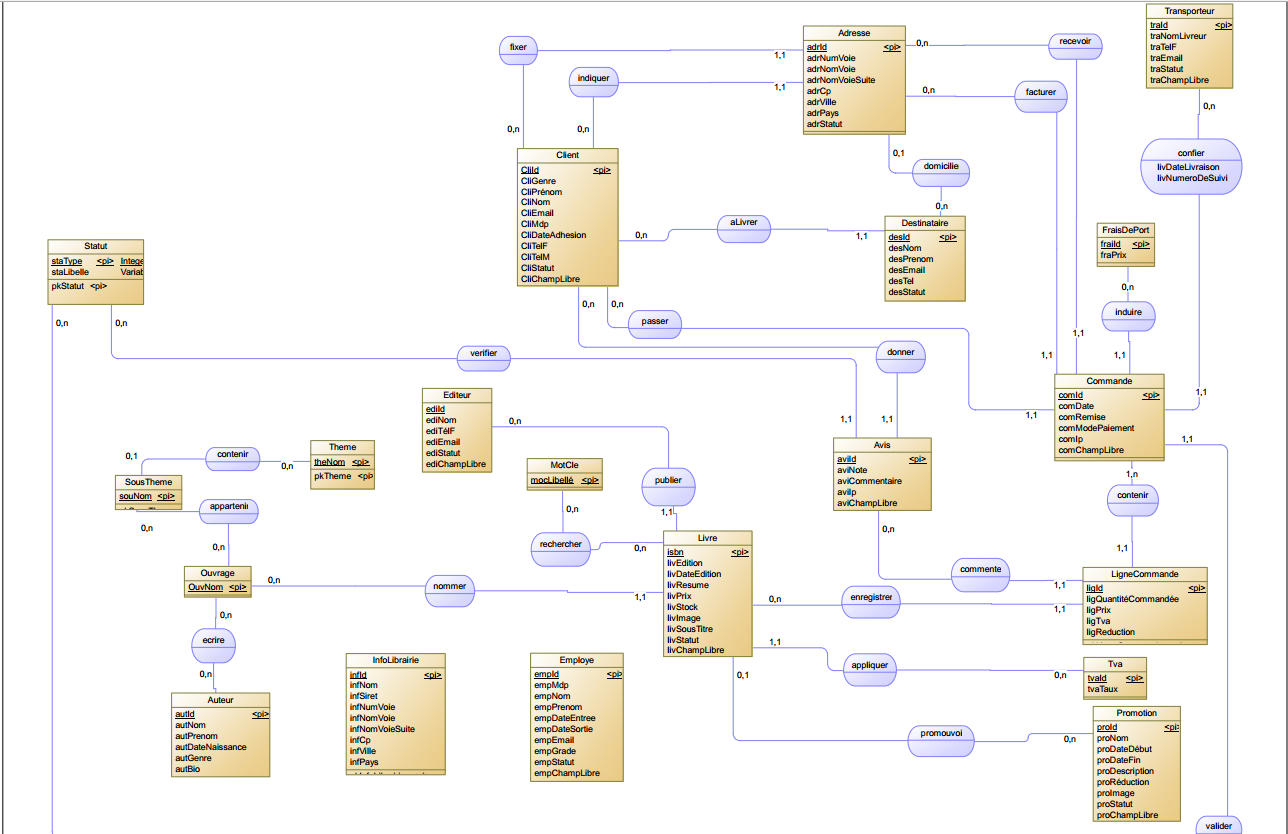 Transporteur
traId <pi>
traNomLivreur
traTelF
traEmail
traStatut
traChampLibre
Adresse
adrId <pi>
adrNumVoie
adrNomVoie
adrNomVoieSuite
adrCp
adrVille
adrPays
adrStatut
fixer
1,1
0,n
recevoir
indiquer
1,1
0,n
facturer
0,n
0,n
0,n
0,1
domicilie
0,n
confier
livDateLivraison
livNumeroDeSuivi
Client
CliId <pi>
CliGenre
CliPrénom
CliNom
CliEmail
CliMdp
CliDateAdhesion
CliTelF
CliTelM
CliStatut
CliChampLibre
0,n
aLivrer
1,1
Destinataire
desId <pi>
desNom
desPrenom
desEmail
desTel
desStatut
FraisDePort
fraiId <pi>
fraPrix
0,n
induire
1,1
1,1
1,1
1,1
Statut
staType <pi>
staLibelle
pkStatut <pi>
0,n
0,n
0,n
0,n
passer
verifier
donner
1,1
1,1
1,1
Commande
comId <pi>
comDate
comRemise
comModePaiement
comIp
comChampLibre
1,1
1,n
contenir
1,1
Editeur
ediId
ediNom
ediTélF
ediEmail
ediStatut
ediChampLibre
0,n
publier
1,1
Avis
aviId <pi>
aviNote
aviCommentaire
aviIp
aviChampLibre
0,n
commente
1,1
0,1
contenir
0,n
Theme
theNom <pi>
pkTheme
SousTheme
souNom <pi>
0,n
appartenir
0,n
MotCle
mocLibellé <pi>
0,n
rechercher
0,n
Livre
isbn <pi>
livEdition
livDateEdition
livResume
livPrix
livStock
livImage
livSousTitre
livStatut
livChampLibre
Ouvrage
OuvNom <pi>
0,n
nommer
1,1
0,n
enregistrer
1,1
LigneCommande
ligId <pi>
ligQuantitéCommandée
ligPrix
ligTva
ligReduction
0,n
ecrire
0,n
1,1
appliquer
0,n
Tva
tvaId <pi>
tvaTaux
0,1
promouvoi
0,n
Auteur
autId <pi>
autNom
autPrenom
autDateNaissance
autGenre
autBio
InfoLibrairie
infId <pi>
infNom
infSiret
infNumVoie
infNomVoie
infNomVoieSuite
infCp
infVille
infPays
Employe
empId
empMdp
empNom
empPrenom
empDateEntree
empDateSortie
empEmail
empGrade
empStatut
empChampLibre
Promotion
proId
proNom
proDateDébut
proDateFin
proDescription
proRéduction
proImage
proStatut
proChampLibre
valider